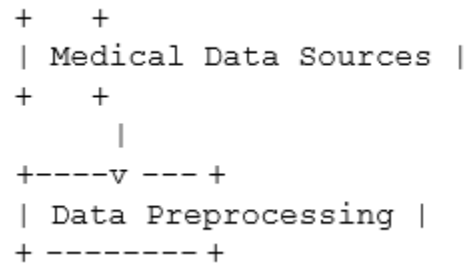 +   +
| Medical Data Sources |
+   +
|
+----v --- +
| Data Preprocessing |
+ -------- +